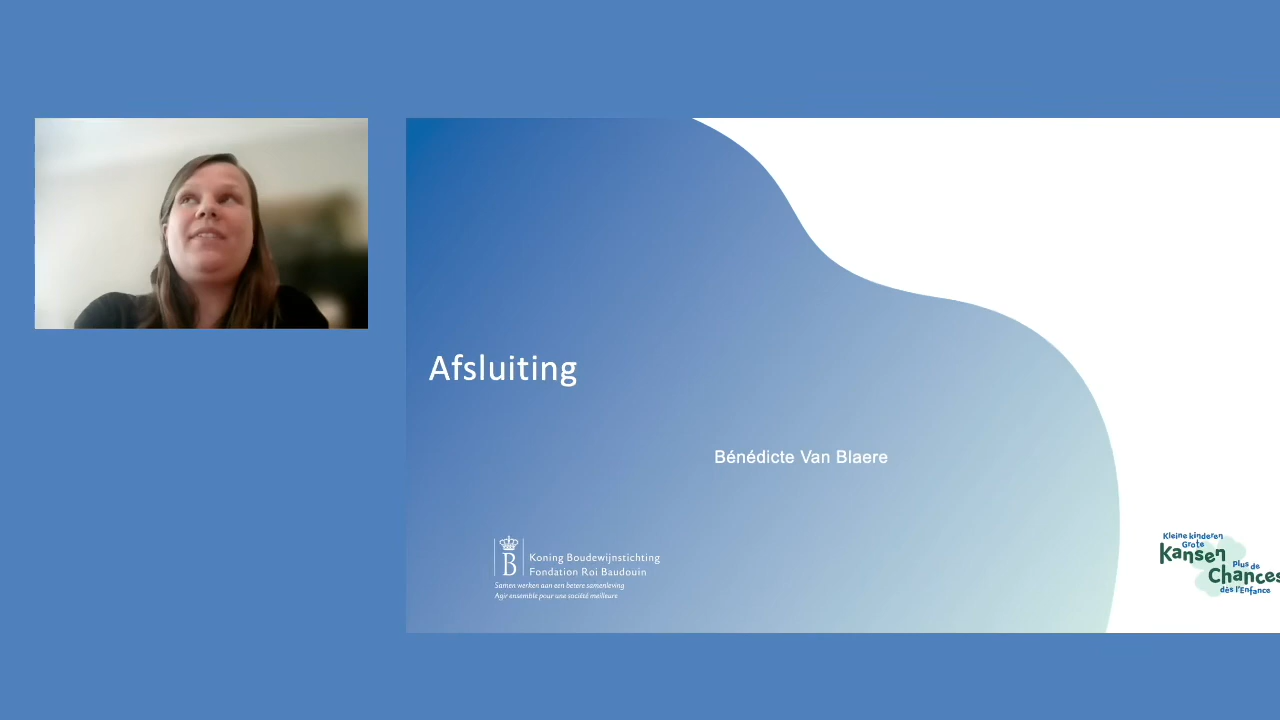 Afsluiting
Bénédicte Van Blaere
B
Koning Boudewijnstichting
Fondation Roi Baudouin
Samen werken aan een betere samenleving
Agir ensemble pour une société meilleure
Kleine kinderen
Grote
Kansen
Plus de
Chances
dès l'Enfance